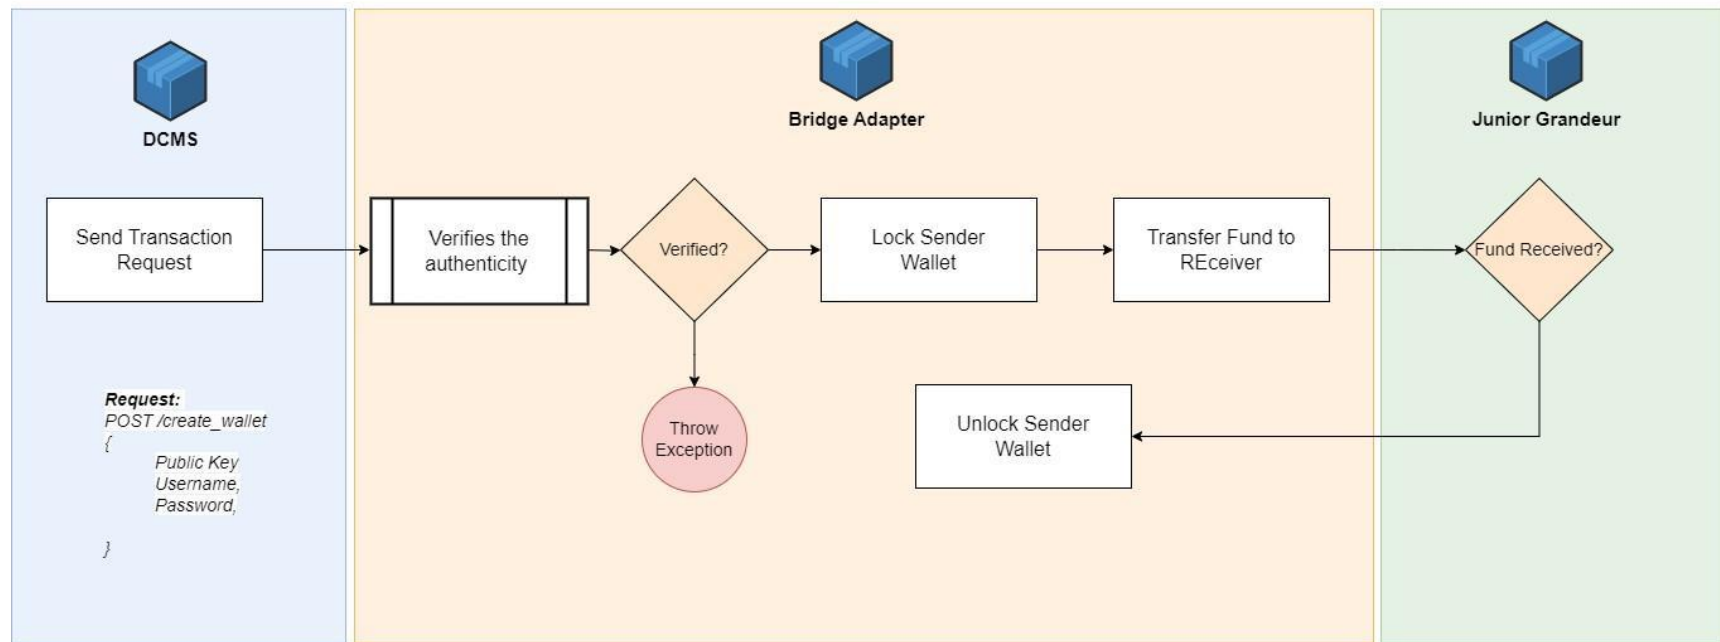 DCMS
Bridge Adapter
Junior Grandeur
Send Transaction
Request
Verifies the
authenticity
Verified?
Lock Sender
Wallet
Transfer Fund to
REceiver
Fund Received?
Throw
Exception
Unlock Sender
Wallet
Request:
POST /create_wallet
{
Public Key
Username,
Password,
}